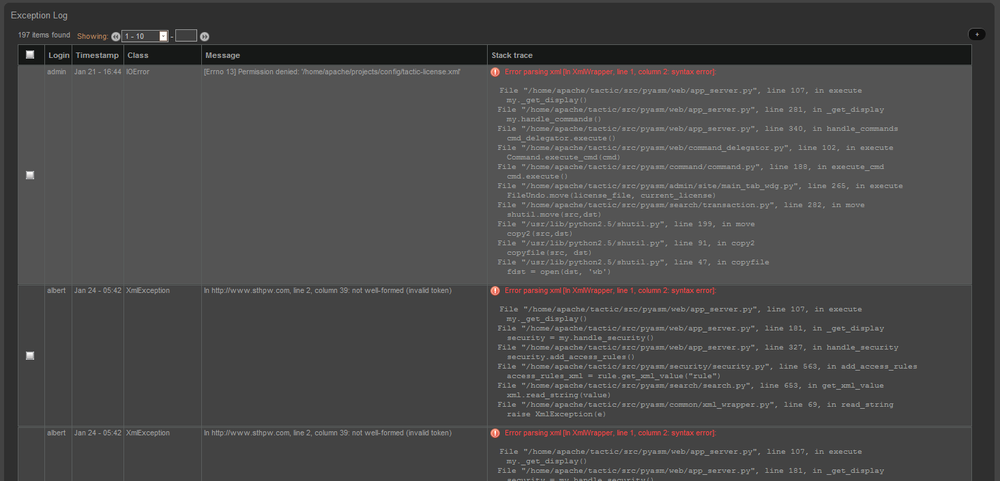 Exception Log
197 items found Showing: 1 - 10 -
+
Login Timestamp Class Message Stack trace
admin Jan 21 - 16:44 IOError [Errno 13] Permission denied: '/home/apache/projects/config/tactic-license.xml' Error parsing xml [In XmlWrapper, line 1, column 2: syntax error]:
File "/home/apache/tactic/src/pyasm/web/app_server.py", line 107, in execute
my._get_display()
File "/home/apache/tactic/src/pyasm/web/app_server.py", line 281, in _get_display
my.handle_commands()
File "/home/apache/tactic/src/pyasm/web/app_server.py", line 340, in handle_commands
cmd_delegator.execute()
File "/home/apache/tactic/src/pyasm/web/command_delegator.py", line 102, in execute
Command.execute_cmd(cmd)
File "/home/apache/tactic/src/pyasm/command/command.py", line 188, in execute_cmd
cmd.execute()
File "/home/apache/tactic/src/pyasm/admin/site/main_tab_wdg.py", line 265, in execute
FileUndo.move(license_file, current_license)
File "/home/apache/tactic/src/pyasm/search/transaction.py", line 282, in move
shutil.move(src,dst)
File "/usr/lib/python2.5/shutil.py", line 199, in move
copy2(src,dst)
File "/usr/lib/python2.5/shutil.py", line 91, in copy2
copyfile(src, dst)
File "/usr/lib/python2.5/shutil.py", line 47, in copyfile
fdst = open(dst, 'wb')
albert Jan 24 - 05:42 XmlException In http://www.sthpw.com, line 2, column 39: not well-formed (invalid token) Error parsing xml [In XmlWrapper, line 1, column 2: syntax error]:
File "/home/apache/tactic/src/pyasm/web/app_server.py", line 107, in execute
my._get_display()
File "/home/apache/tactic/src/pyasm/web/app_server.py", line 181, in _get_display
security = my.handle_security()
File "/home/apache/tactic/src/pyasm/web/app_server.py", line 327, in handle_security
security.add_access_rules()
File "/home/apache/tactic/src/pyasm/security/security.py", line 563, in add_access_rules
access_rules_xml = rule.get_xml_value("rule")
File "/home/apache/tactic/src/pyasm/search/search.py", line 653, in get_xml_value
xml.read_string(value)
File "/home/apache/tactic/src/pyasm/common/xml_wrapper.py", line 69, in read_string
raise XmlException(e)
albert Jan 24 - 05:42 XmlException In http://www.sthpw.com, line 2, column 39: not well-formed (invalid token) Error parsing xml [In XmlWrapper, line 1, column 2: syntax error]:
File "/home/apache/tactic/src/pyasm/web/app_server.py", line 107, in execute
my._get_display()
File "/home/apache/tactic/src/pyasm/web/app_server.py", line 181, in _get_display
security = my.handle_security()